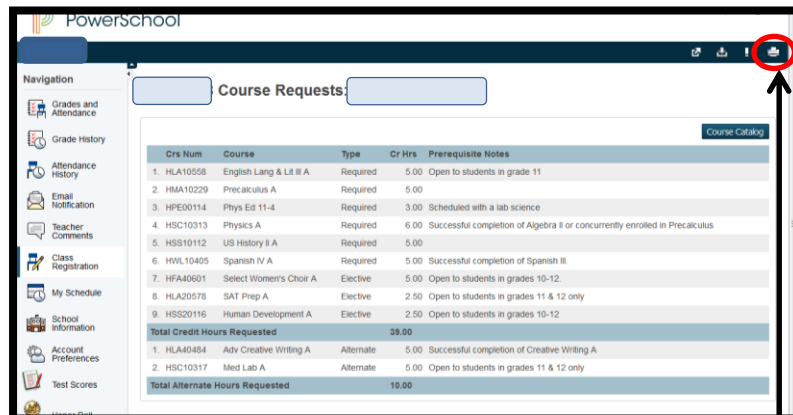 PowerSchool
Navigation
Grades and
Attendance
Grade History
Attendance
History
Email
Notification
Teacher
Comments
Class
Registration
My Schedule
School
Information
Account
Preferences
Test Scores
Honor Roll
Course Requests:
Course Catalog
Crs Num Course Type Cr Hrs Prerequisite Notes
1. HLA10558 English Lang & Lit III A Required 5.00 Open to students in grade 11
2. HMA10229 Precalculus A Required 5.00
3. HPE00114 Phys Ed 11-4 Required 3.00 Scheduled with a lab science
4. HSC10313 Physics A Required 6.00 Successful completion of Algebra II or concurrently enrolled in Precalculus
5. HSS10112 US History II A Required 5.00
6. HWL10405 Spanish IV A Required 5.00 Successful completion of Spanish III.
7. HFA40601 Select Women's Choir A Elective 5.00 Open to students in grades 10-12.
8. HLA20578 SAT Prep A Elective 2.50 Open to students in grades 11 & 12 only
9. HSS20116 Human Development A Elective 2.50 Open to students in grades 10-12
Total Credit Hours Requested 39.00
1. HLA40484 Adv Creative Writing A Alternate 5.00 Successful completion of Creative Writing A
2. HSC10317 Med Lab A Alternate 5.00 Open to students in grades 11 & 12 only
Total Alternate Hours Requested 10.00